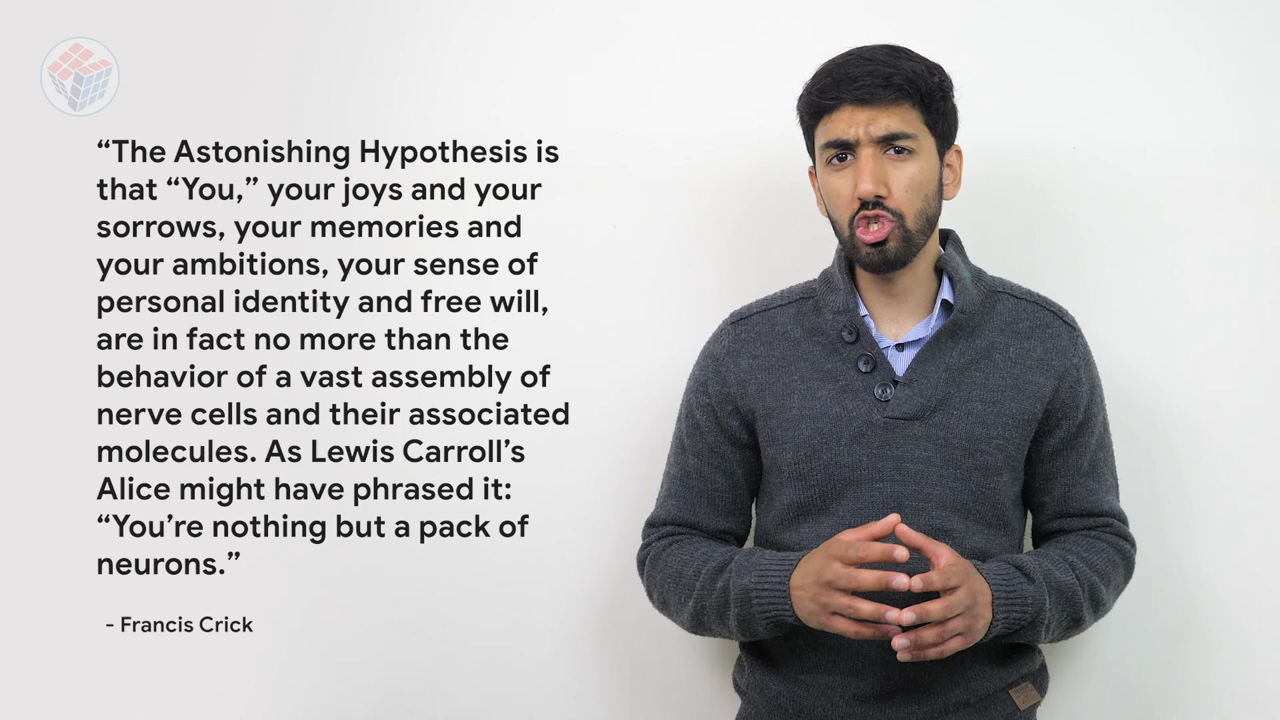 “The Astonishing Hypothesis is
that “You,” your joys and your
sorrows, your memories and
your ambitions, your sense of
personal identity and free will,
are in fact no more than the
behavior of a vast assembly of
nerve cells and their associated
molecules. As Lewis Carroll’s
Alice might have phrased it:
“You’re nothing but a pack of
neurons.”
- Francis Crick